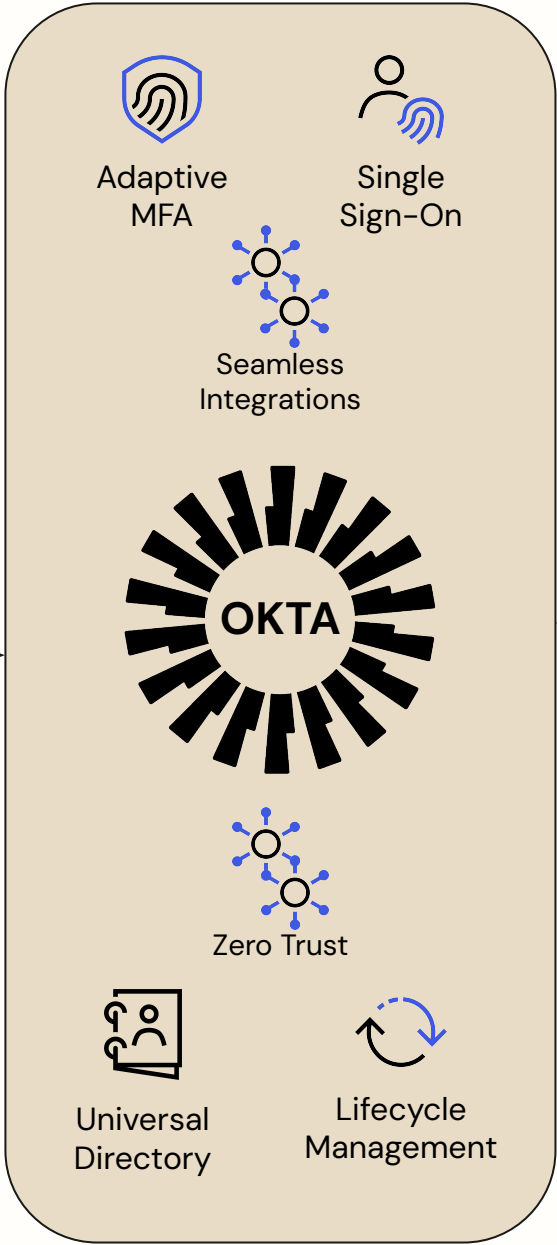 Adaptive
MFA
Single
Sign-On
Seamless
Integrations
OKTA
Zero Trust
Universal
Directory
Lifecycle
Management